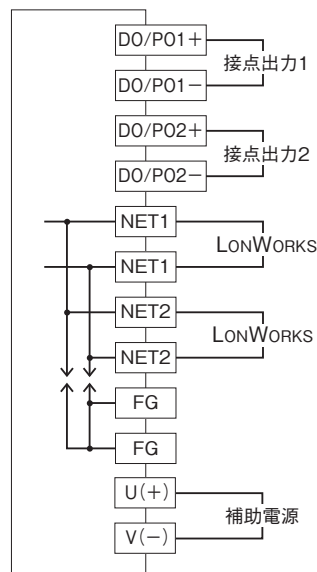 DO/PO1+
接点出力1
DO/PO1−
DO/PO2+
接点出力2
DO/PO2−
NET1
LONWORKS
NET1
NET2
LONWORKS
NET2
FG
FG
U(+)
補助電源
V(−)